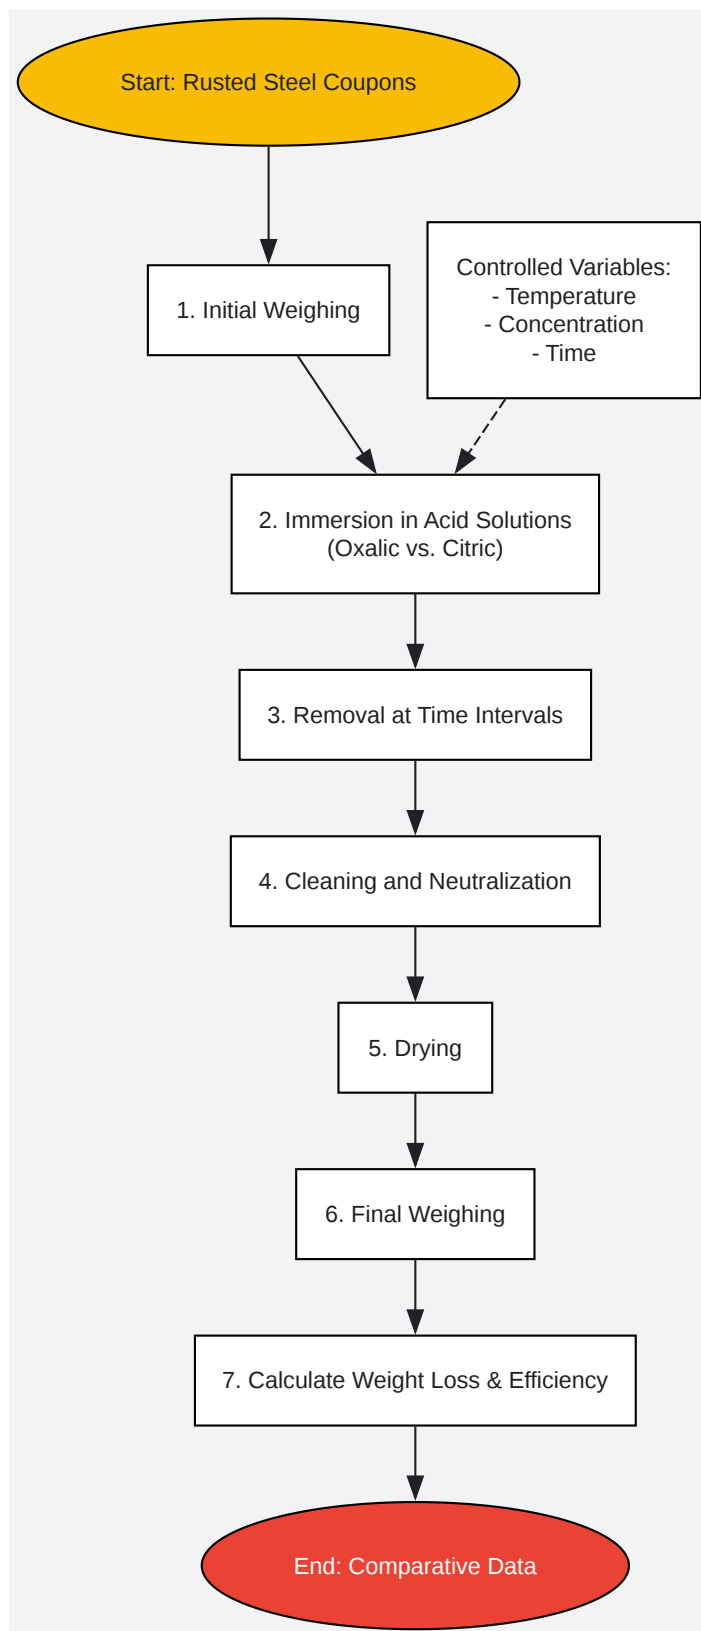 Start: Rusted Steel Coupons
1. Initial Weighing
Controlled Variables:
- Temperature
- Concentration
- Time
2. Immersion in Acid Solutions
(Oxalic vs. Citric)
3. Removal at Time Intervals
4. Cleaning and Neutralization
5. Drying
6. Final Weighing
7. Calculate Weight Loss & Efficiency
End: Comparative Data